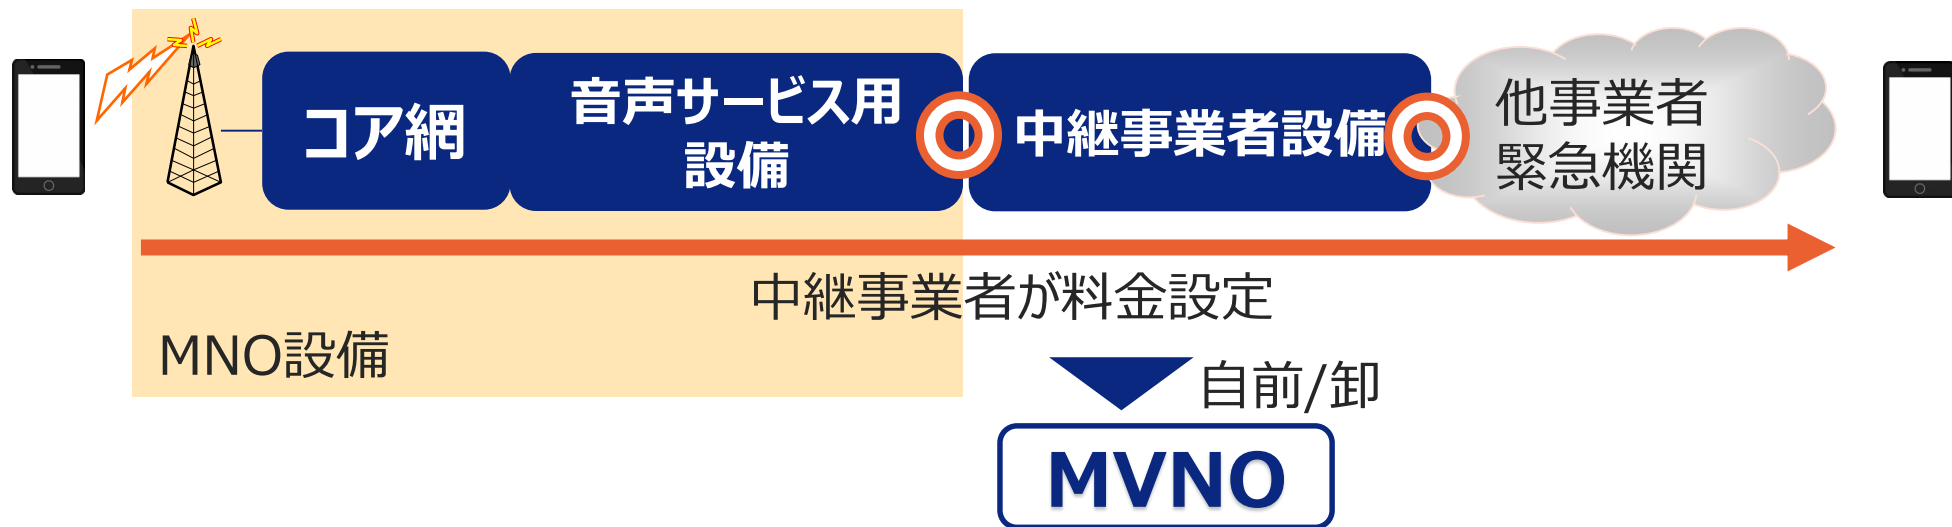 コア網
音声サービス用
設備
中継事業者設備
他事業者
緊急機関
中継事業者が料金設定
MNO設備
自前/卸
MVNO